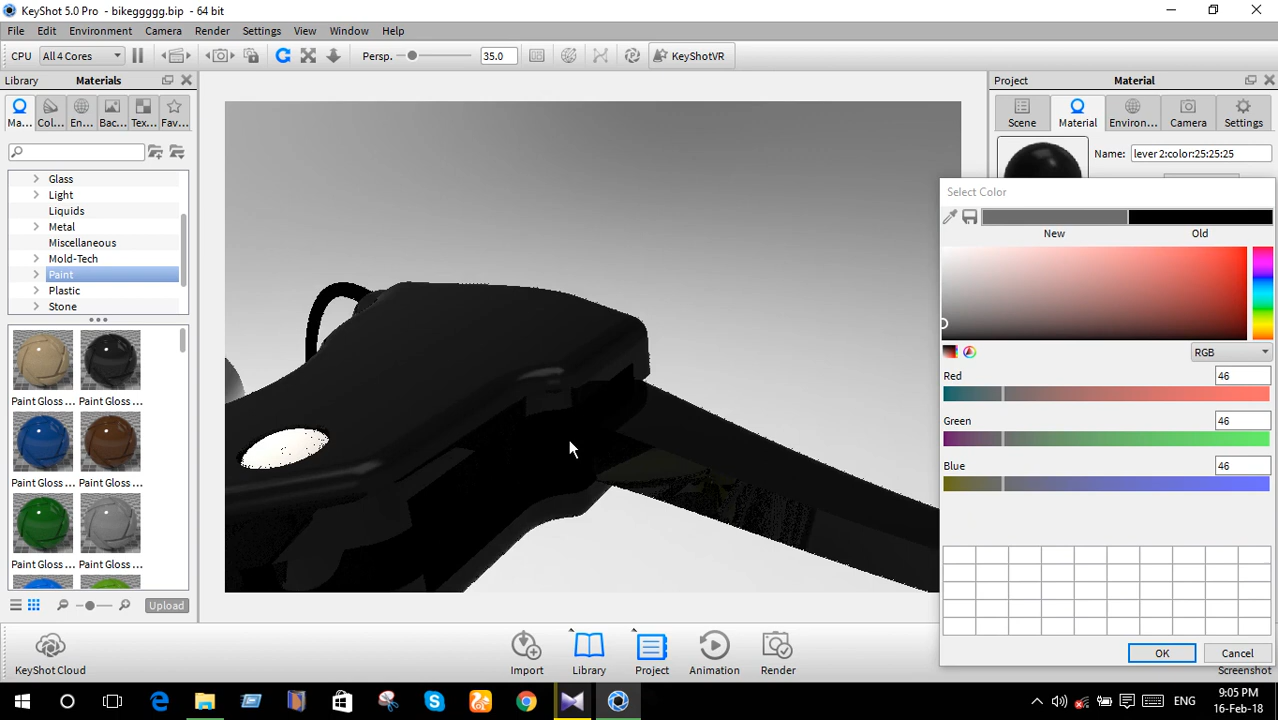 KeyShot 5.0 Pro - bikeggggg.bip - 64 bit
File Edit Environment Camera Render Settings View Window Help
CPU All 4 Cores Persp. 35.0 KeyShotVR
Library Materials
Project Material
Ma... Col... En... Bac... Tex... Fav...
Scene Material Environ... Camera Settings
Name: lever 2:color:25:25:25
Glass
Light
Liquids
Metal
Miscellaneous
Mold-Tech
Paint
Plastic
Stone
Select Color
New Old
RGB
Red 46
Green 46
Blue 46
Paint Gloss ... Paint Gloss ...
Paint Gloss ... Paint Gloss ...
Paint Gloss ... Paint Gloss ...
Upload
OK Cancel
KeyShot Cloud Import Library Project Animation Render Screenshot
ENG 9:05 PM
16-Feb-18